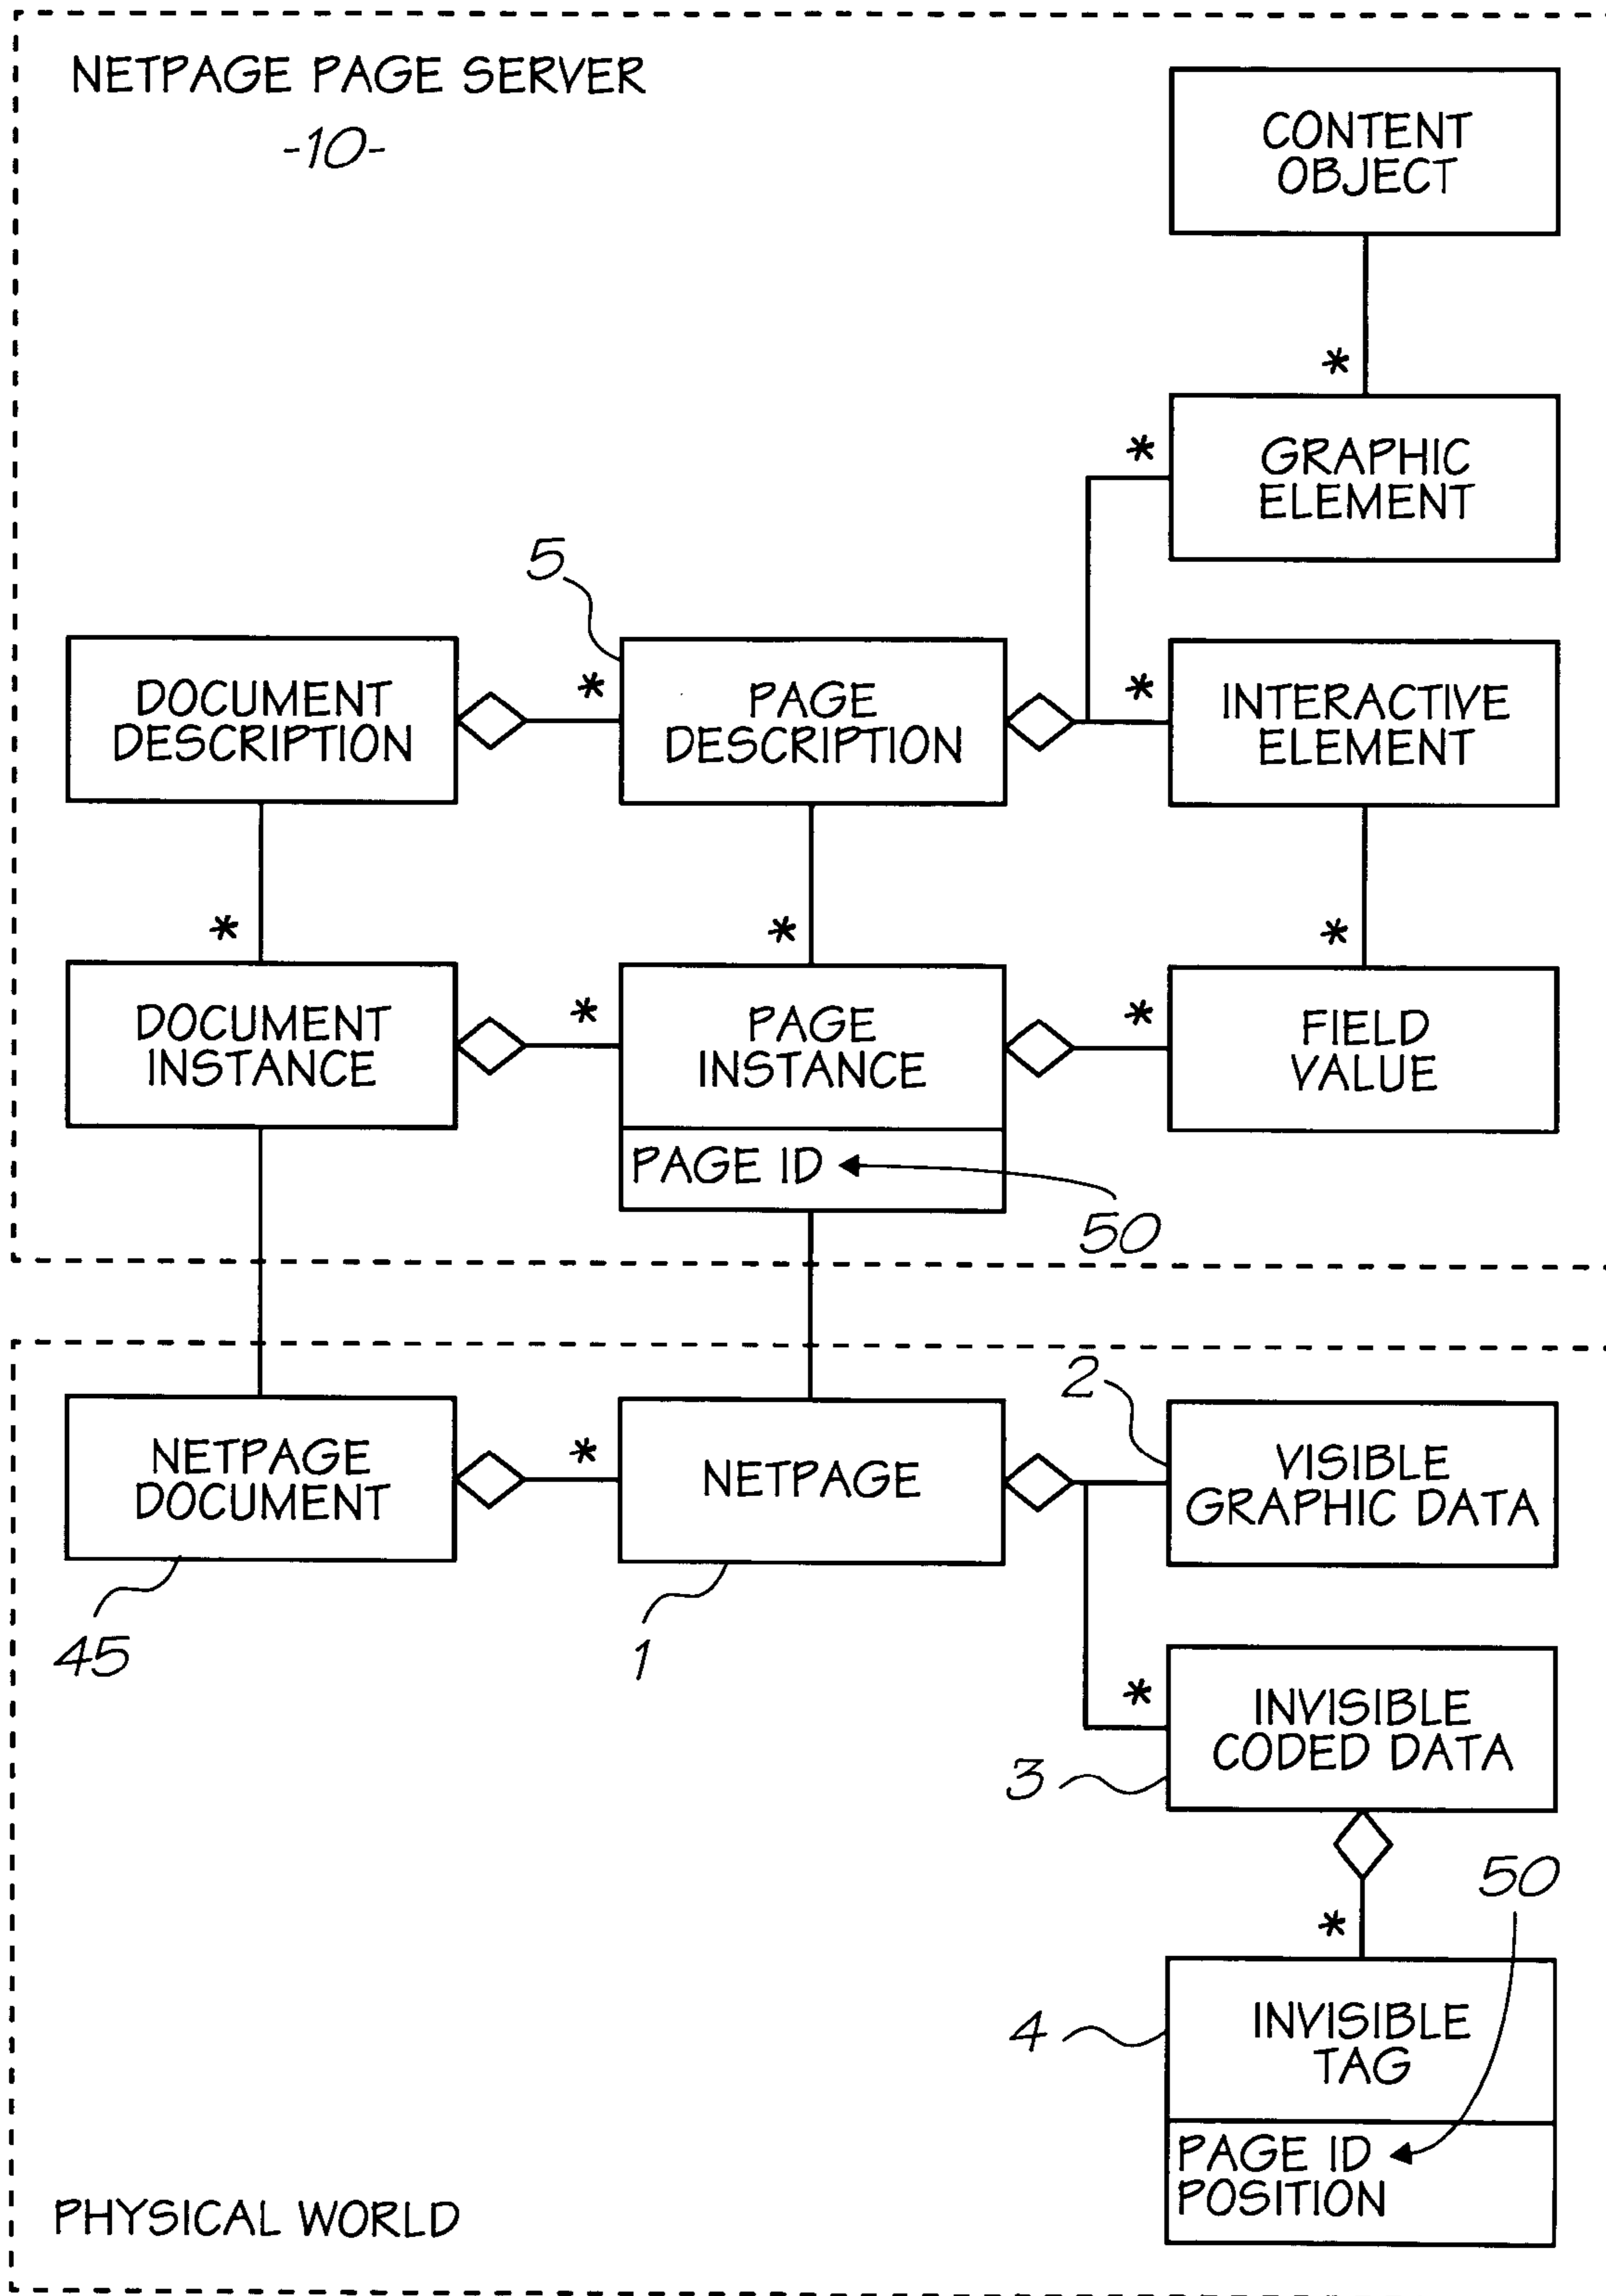 NETPAGE PAGE SERVER
-10-
CONTENT
OBJECT
*
*
GRAPHIC
ELEMENT
5
DOCUMENT
DESCRIPTION
*
PAGE
DESCRIPTION
*
INTERACTIVE
ELEMENT
*
*
*
DOCUMENT
INSTANCE
*
PAGE
INSTANCE
*
FIELD
VALUE
PAGE ID
50
2
NETPAGE
DOCUMENT
*
NETPAGE
VISIBLE
GRAPHIC DATA
45
1
*
INVISIBLE
CODED DATA
3
50
*
4
INVISIBLE
TAG
PAGE ID
POSITION
PHYSICAL WORLD